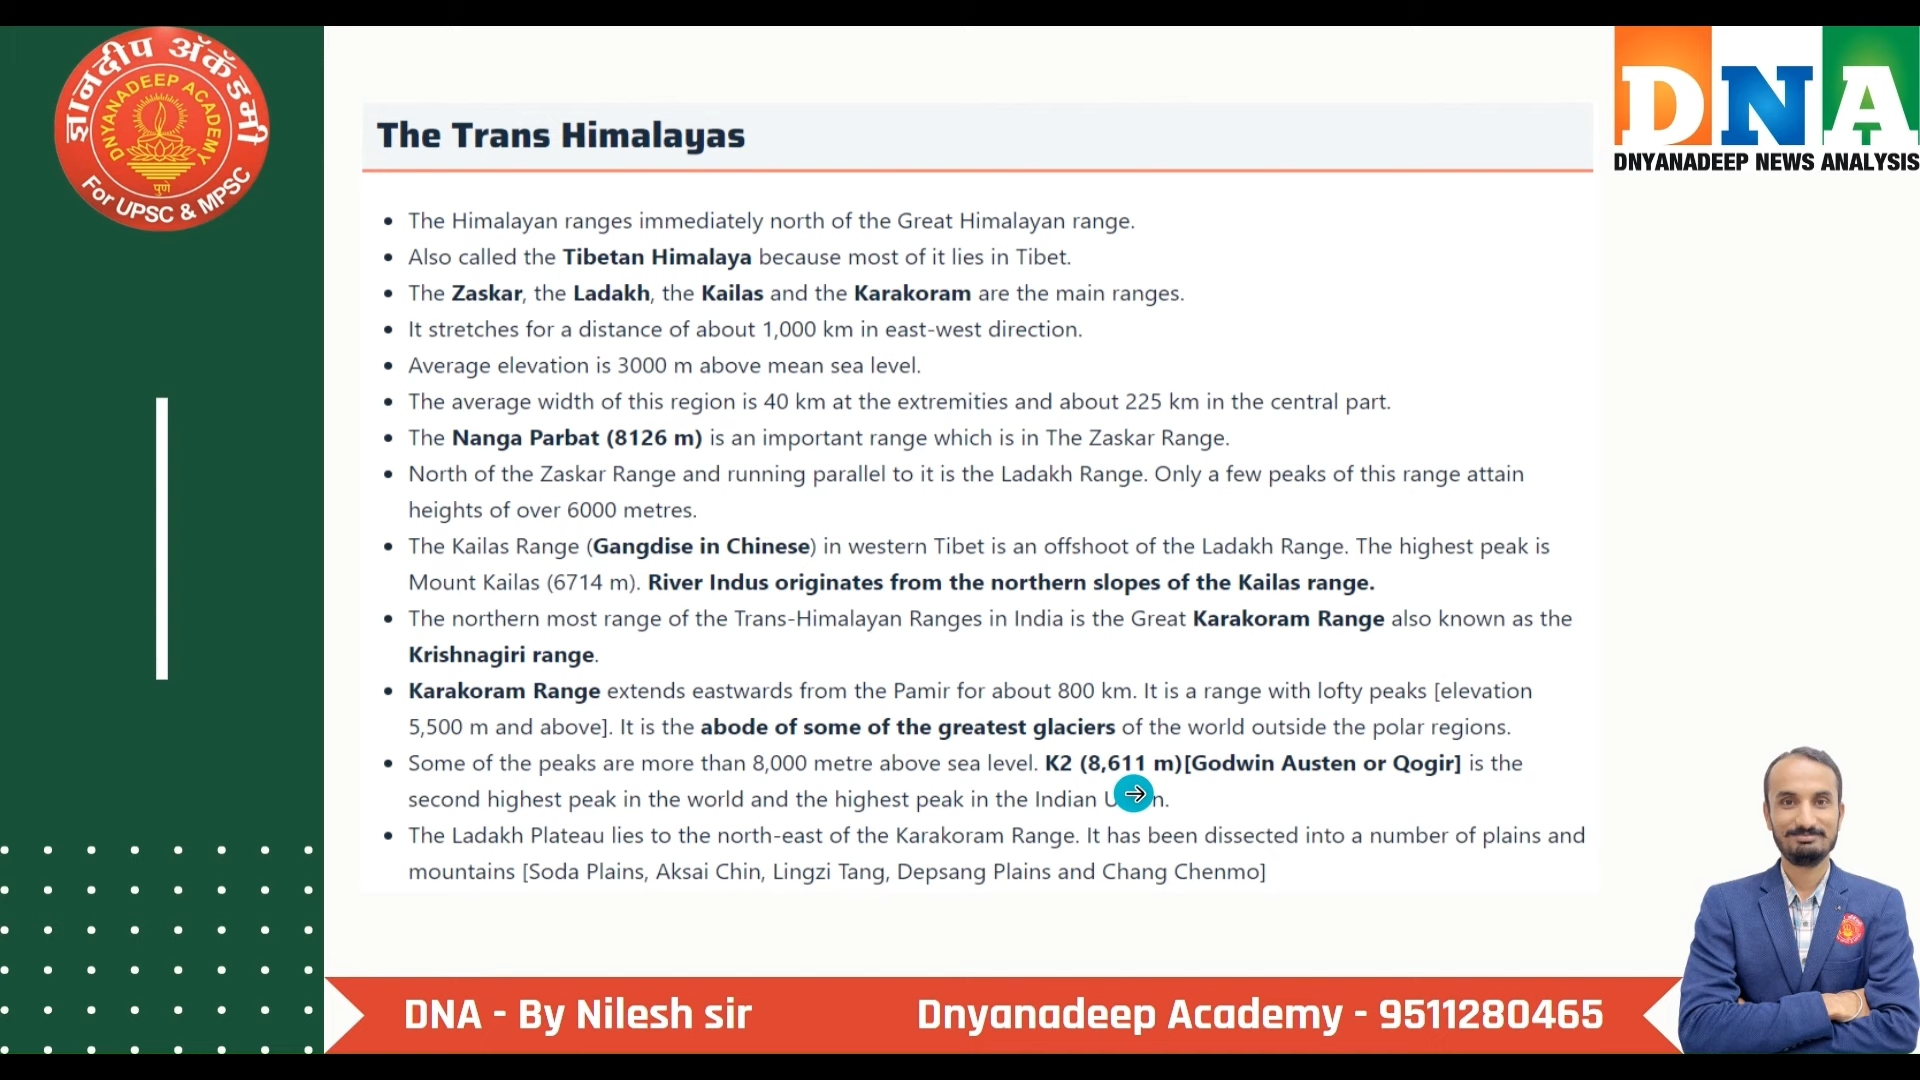 ज्ञानदीप अ‍ॅकॅडमी
DNYANADEEP ACADEMY
पुणे
For UPSC & MPSC
DNA
DNYANADEEP NEWS ANALYSIS
The Trans Himalayas
• The Himalayan ranges immediately north of the Great Himalayan range.
• Also called the Tibetan Himalaya because most of it lies in Tibet.
• The Zaskar, the Ladakh, the Kailas and the Karakoram are the main ranges.
• It stretches for a distance of about 1,000 km in east-west direction.
• Average elevation is 3000 m above mean sea level.
• The average width of this region is 40 km at the extremities and about 225 km in the central part.
• The Nanga Parbat (8126 m) is an important range which is in The Zaskar Range.
• North of the Zaskar Range and running parallel to it is the Ladakh Range. Only a few peaks of this range attain
heights of over 6000 metres.
• The Kailas Range (Gangdise in Chinese) in western Tibet is an offshoot of the Ladakh Range. The highest peak is
Mount Kailas (6714 m). River Indus originates from the northern slopes of the Kailas range.
• The northern most range of the Trans-Himalayan Ranges in India is the Great Karakoram Range also known as the
Krishnagiri range.
• Karakoram Range extends eastwards from the Pamir for about 800 km. It is a range with lofty peaks [elevation
5,500 m and above]. It is the abode of some of the greatest glaciers of the world outside the polar regions.
• Some of the peaks are more than 8,000 metre above sea level. K2 (8,611 m)[Godwin Austen or Qogir] is the
second highest peak in the world and the highest peak in the Indian
• The Ladakh Plateau lies to the north-east of the Karakoram Range. It has been dissected into a number of plains and
mountains [Soda Plains, Aksai Chin, Lingzi Tang, Depsang Plains and Chang Chenmo]
DNA - By Nilesh sir
Dnyanadeep Academy - 9511280465